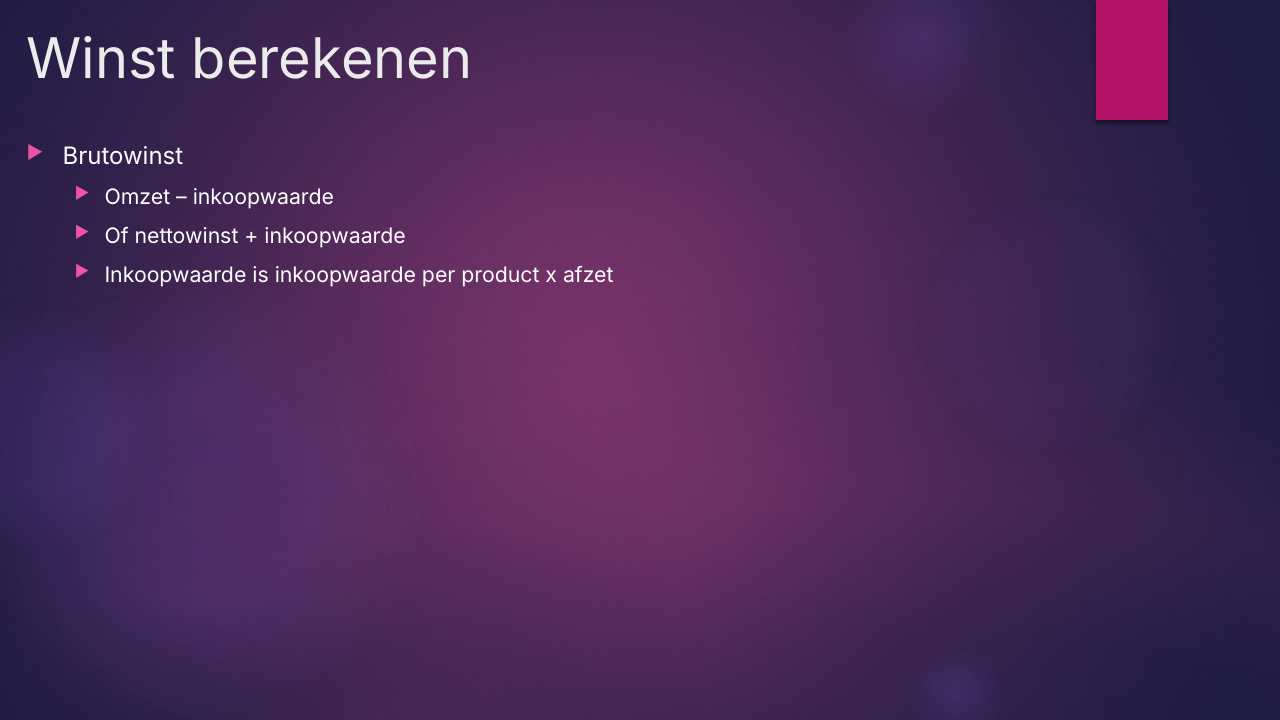 Winst berekenen
Brutowinst
Omzet – inkoopwaarde
Of nettowinst + inkoopwaarde
Inkoopwaarde is inkoopwaarde per product x afzet